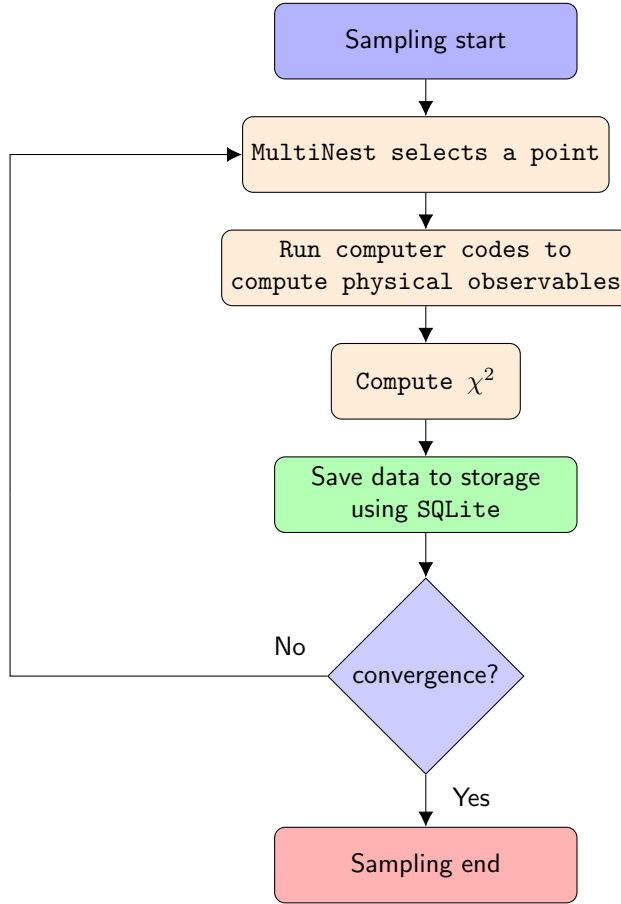 Sampling start
MultiNest selects a point
Run computer codes to
compute physical observables
Compute χ²
Save data to storage
using SQLite
No
convergence?
Yes
Sampling end